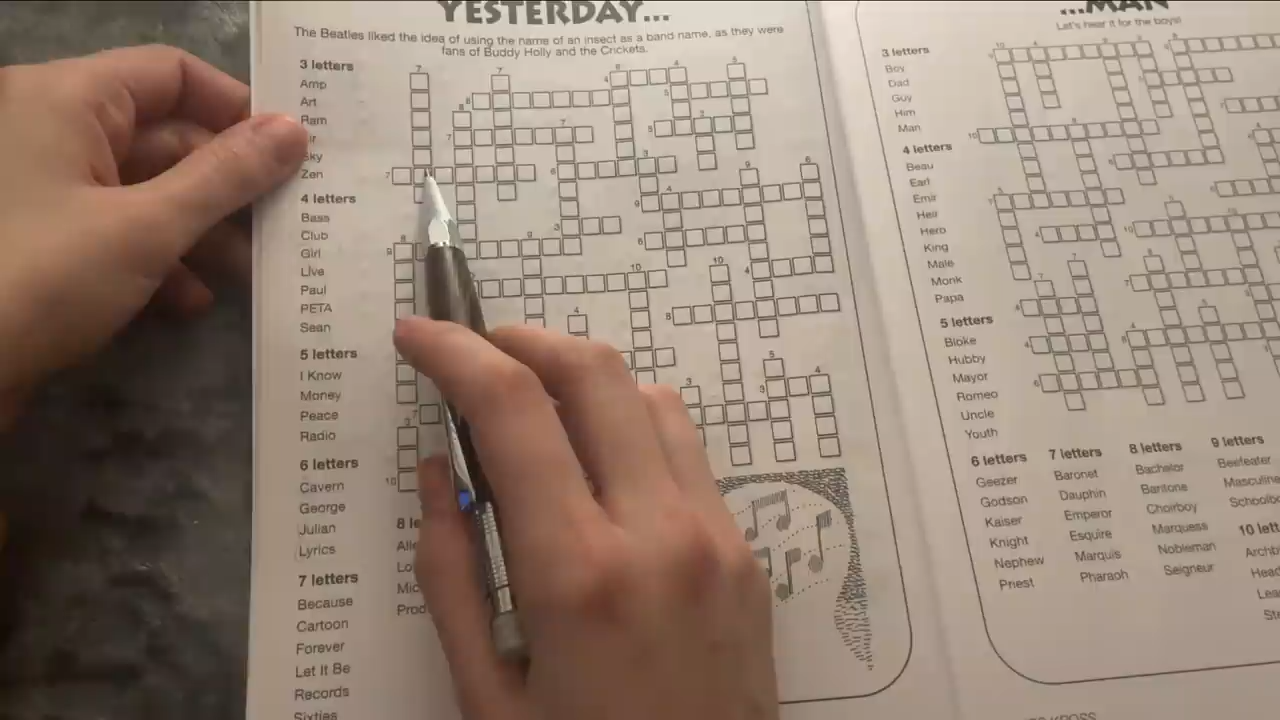 YESTERDAY...
The Beatles liked the idea of using the name of an insect as a band name, as they were
fans of Buddy Holly and the Crickets.
3 letters
Amp
Art
Ram
Zen
4 letters
Bass
Club
Girl
Live
Paul
PETA
Sean
5 letters
I Know
Money
Peace
Radio
6 letters
Cavern
George
Julian
Lyrics
7 letters
Because
Cartoon
Forever
Let It Be
Records
Sixties
...MAN
Let's hear it for the boys!
3 letters
Boy
Dad
Guy
Him
Man
4 letters
Beau
Earl
Emir
Heir
Hero
King
Male
Monk
Papa
5 letters
Bloke
Hubby
Mayor
Romeo
Uncle
Youth
6 letters
Geezer
Godson
Kaiser
Knight
Nephew
Priest
7 letters
Baronet
Dauphin
Emperor
Esquire
Marquis
Pharaoh
8 letters
Bachelor
Baritone
Choirboy
Marquess
Nobleman
Seigneur
9 letters
Beefeater